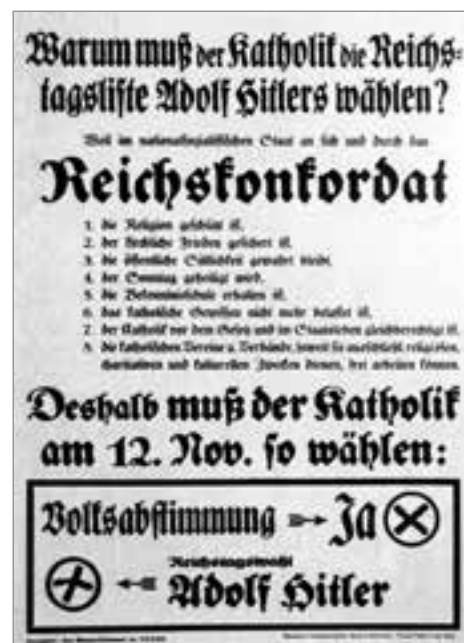 Warum muß der Katholik die Reichs-
tagsliste Adolf Hitlers wählen?
Weil im nationalsozialistischen Staat an sich und durch das
Reichskonkordat
1. die Religion geschützt ist,
2. der kirchliche Frieden gesichert ist,
3. die öffentliche Sittlichkeit gewahrt bleibt,
4. der Sonntag geheiligt wird,
5. die Bekenntnisschule erhalten ist,
6. das katholische Gewissen nicht mehr belastet ist,
7. der Katholik vor dem Gesetz und im Staatsleben gleichberechtigt ist,
8. die katholischen Vereine u. Verbände, soweit sie ausschließl. religiösen,
charitativen und kulturellen Zwecken dienen, frei arbeiten können.
Deshalb muß der Katholik
am 12. Nov. so wählen:
Volksabstimmung Ja
Reichstagswahl
Adolf Hitler